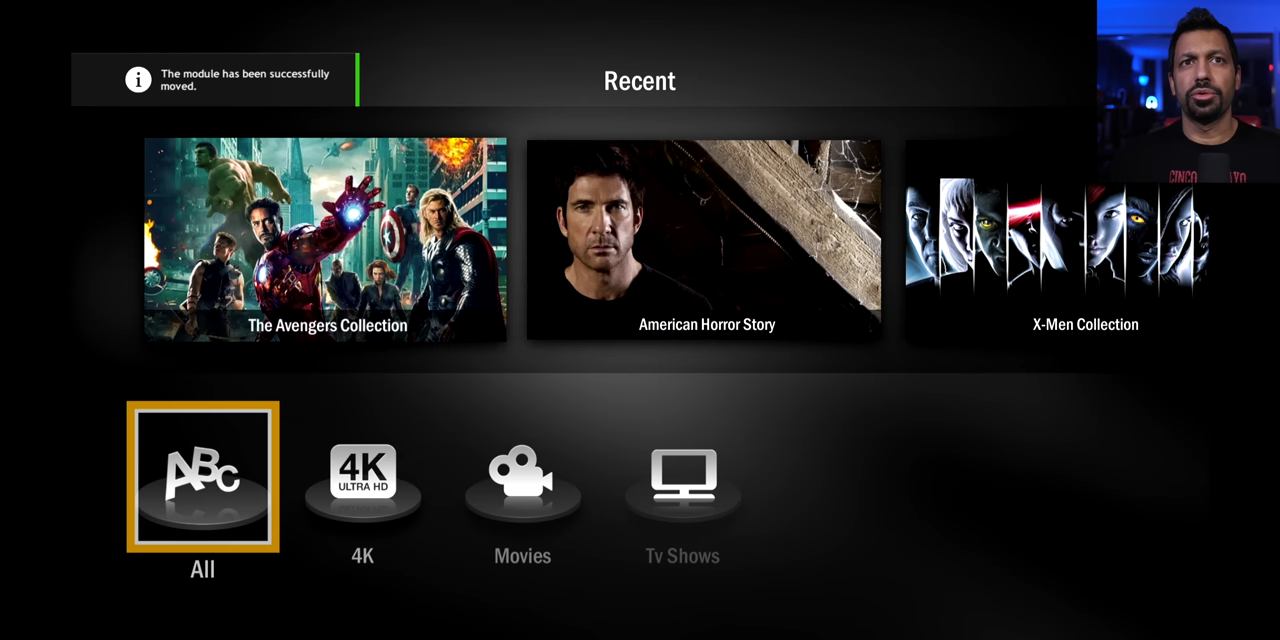 The module has been successfully
moved.
Recent
The Avengers Collection
American Horror Story
X-Men Collection
ABC
4K
ULTRA HD
All
4K
Movies
Tv Shows
CINCO